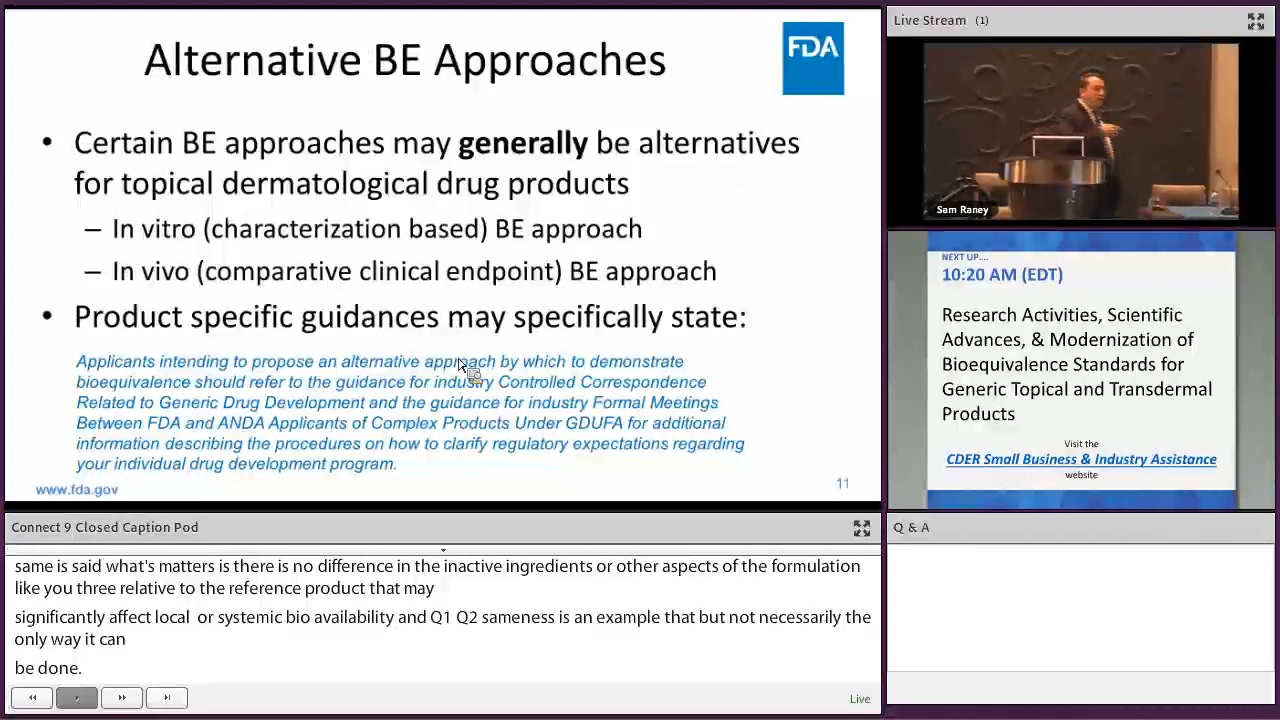 Alternative BE Approaches
FDA
• Certain BE approaches may generally be alternatives
for topical dermatological drug products
– In vitro (characterization based) BE approach
– In vivo (comparative clinical endpoint) BE approach
• Product specific guidances may specifically state:
Applicants intending to propose an alternative approach by which to demonstrate
bioequivalence should refer to the guidance for industry Controlled Correspondence
Related to Generic Drug Development and the guidance for industry Formal Meetings
Between FDA and ANDA Applicants of Complex Products Under GDUFA for additional
information describing the procedures on how to clarify regulatory expectations regarding
your individual drug development program.
www.fda.gov
11
Live Stream (1)
Sam Raney
NEXT UP....
10:20 AM (EDT)
Research Activities, Scientific
Advances, & Modernization of
Bioequivalence Standards for
Generic Topical and Transdermal
Products
Visit the
CDER Small Business & Industry Assistance
website
Connect 9 Closed Caption Pod
same is said what's matters is there is no difference in the inactive ingredients or other aspects of the formulation
like you three relative to the reference product that may
significantly affect local or systemic bio availability and Q1 Q2 sameness is an example that but not necessarily the
only way it can
be done.
Live
Q & A